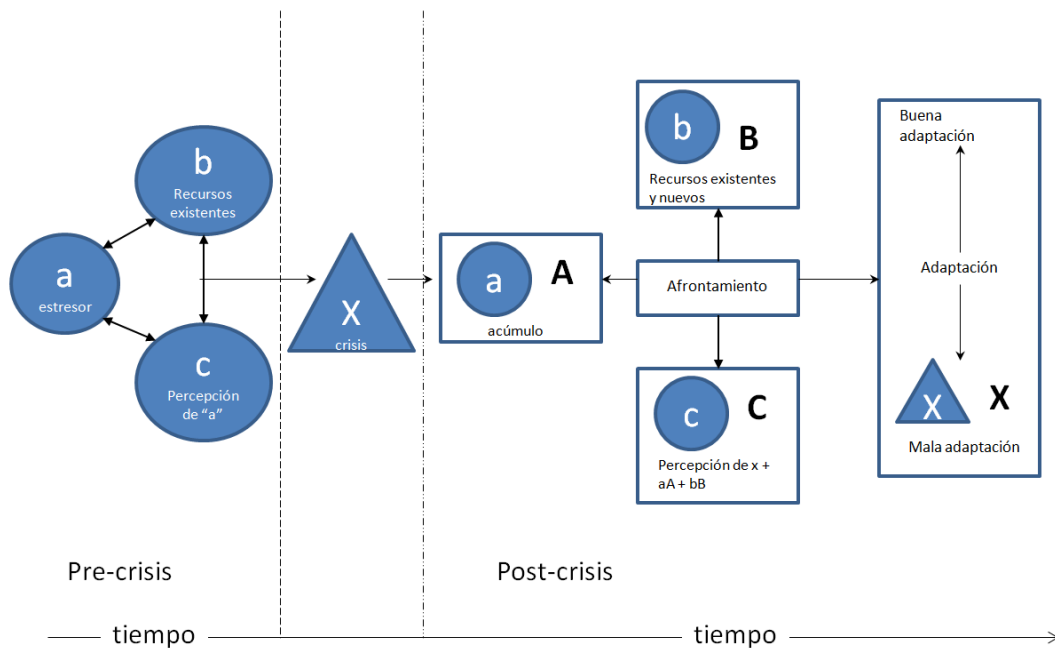 b
Recursos
existentes
a
estresor
c
Percepción
de “a”
X
crisis
a A
acúmulo
b B
Recursos existentes
y nuevos
Afrontamiento
c C
Percepción de x +
aA + bB
Buena
adaptación
Adaptación
X X
Mala adaptación
Pre-crisis
Post-crisis
tiempo
tiempo